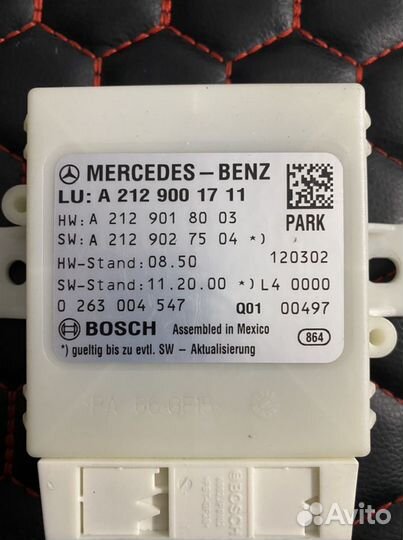 MERCEDES-BENZ
LU: A 212 900 17 11
HW: A 212 901 80 03
PARK
SW: A 212 902 75 04 *)
HW-Stand: 08.50 120302
SW-Stand: 11.20.00 *) L4 0000
0 263 004 547 Q01 00497
BOSCH Assembled in Mexico
*) gueltig bis zu evtl. SW - Aktualisierung
864
BOSCH
Avito